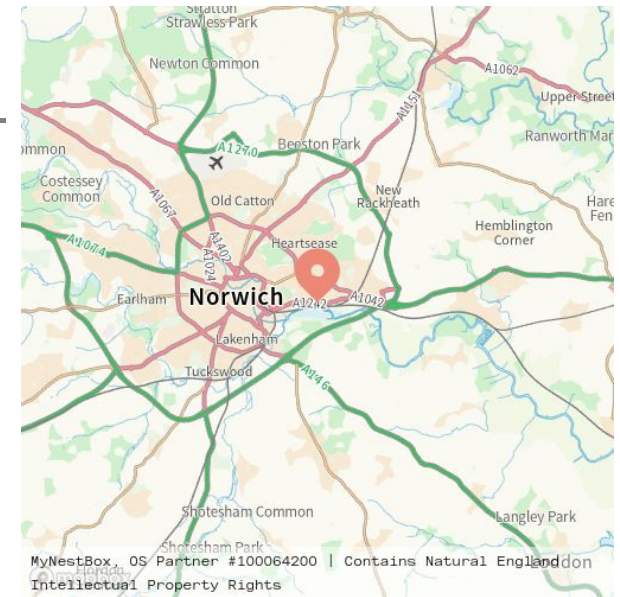 Stratton
Strawless Park
Newton Common
A1062
A1151
Upper Street
Beeston Park
A1270
Ranworth Mar
ommon
Costessey
Common
A1067
Old Catton
New
Rackheath
Hare
Fen
Hemblington
Corner
Heartsease
A1074
A1402
A1024
Earlham
Norwich
A1242
A1042
Lakenham
Tuckswood
A146
Shotesham Common
Langley Park
Shotesham Park
MyNestBox, OS Partner #100064200 | Contains Natural England
Loddon
mapbox
Intellectual Property Rights